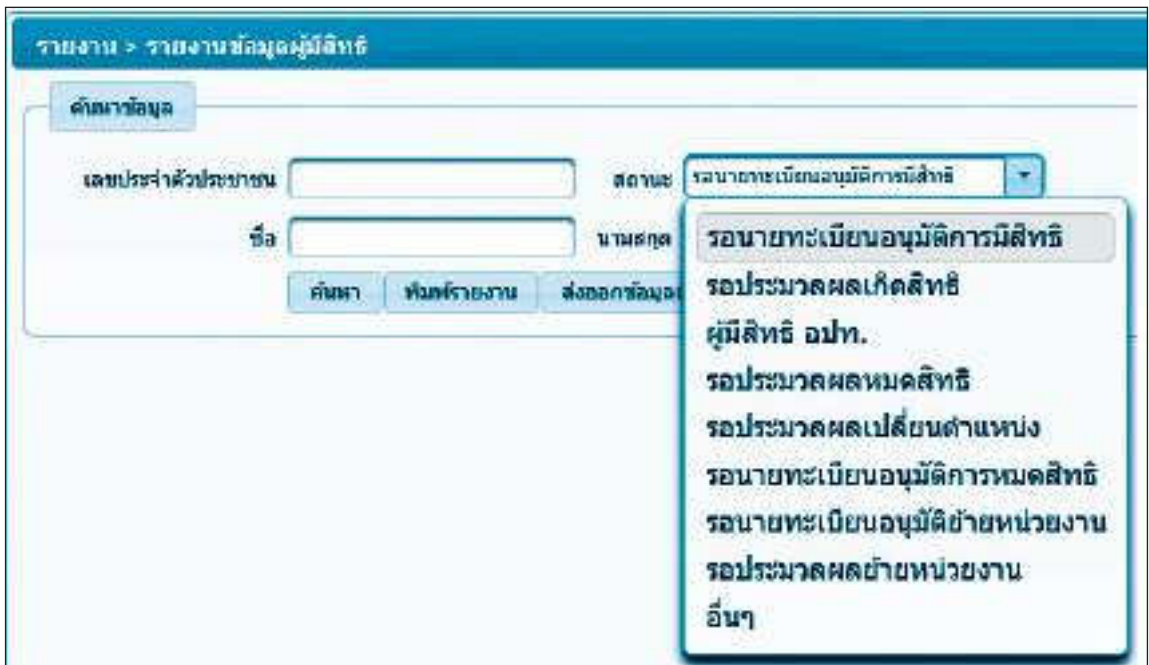 รายงาน > รายงานข้อมูลผู้มีสิทธิ
ค้นหาข้อมูล
เลขประจำตัวประชาชน สถานะ รอนายทะเบียนอนุมัติการมีสิทธิ
ชื่อ นามสกุล
ค้นหา พิมพ์รายงาน ส่งออกข้อมูล
รอนายทะเบียนอนุมัติการมีสิทธิ
รอประมวลผลเกิดสิทธิ
ผู้มีสิทธิ อปท.
รอประมวลผลหมดสิทธิ
รอประมวลผลเปลี่ยนตำแหน่ง
รอนายทะเบียนอนุมัติการหมดสิทธิ
รอนายทะเบียนอนุมัติย้ายหน่วยงาน
รอประมวลผลย้ายหน่วยงาน
อื่นๆ